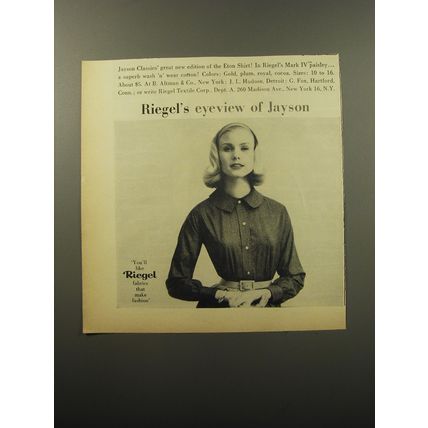 Jayson Classics' great new edition of the Eton Shirt! In Riegel's Mark IV paisley...
a superb wash 'n' wear cotton! Colors: Gold, plum, royal, cocoa. Sizes: 10 to 16.
About $5. At B. Altman & Co., New York; J. L. Hudson, Detroit; G. Fox, Hartford,
Conn.; or write Riegel Textile Corp., Dept. A, 260 Madison Ave., New York 16, N.Y.
Riegel's eyeview of Jayson
'You'll
like
Riegel
fabrics
that
make
fashion'